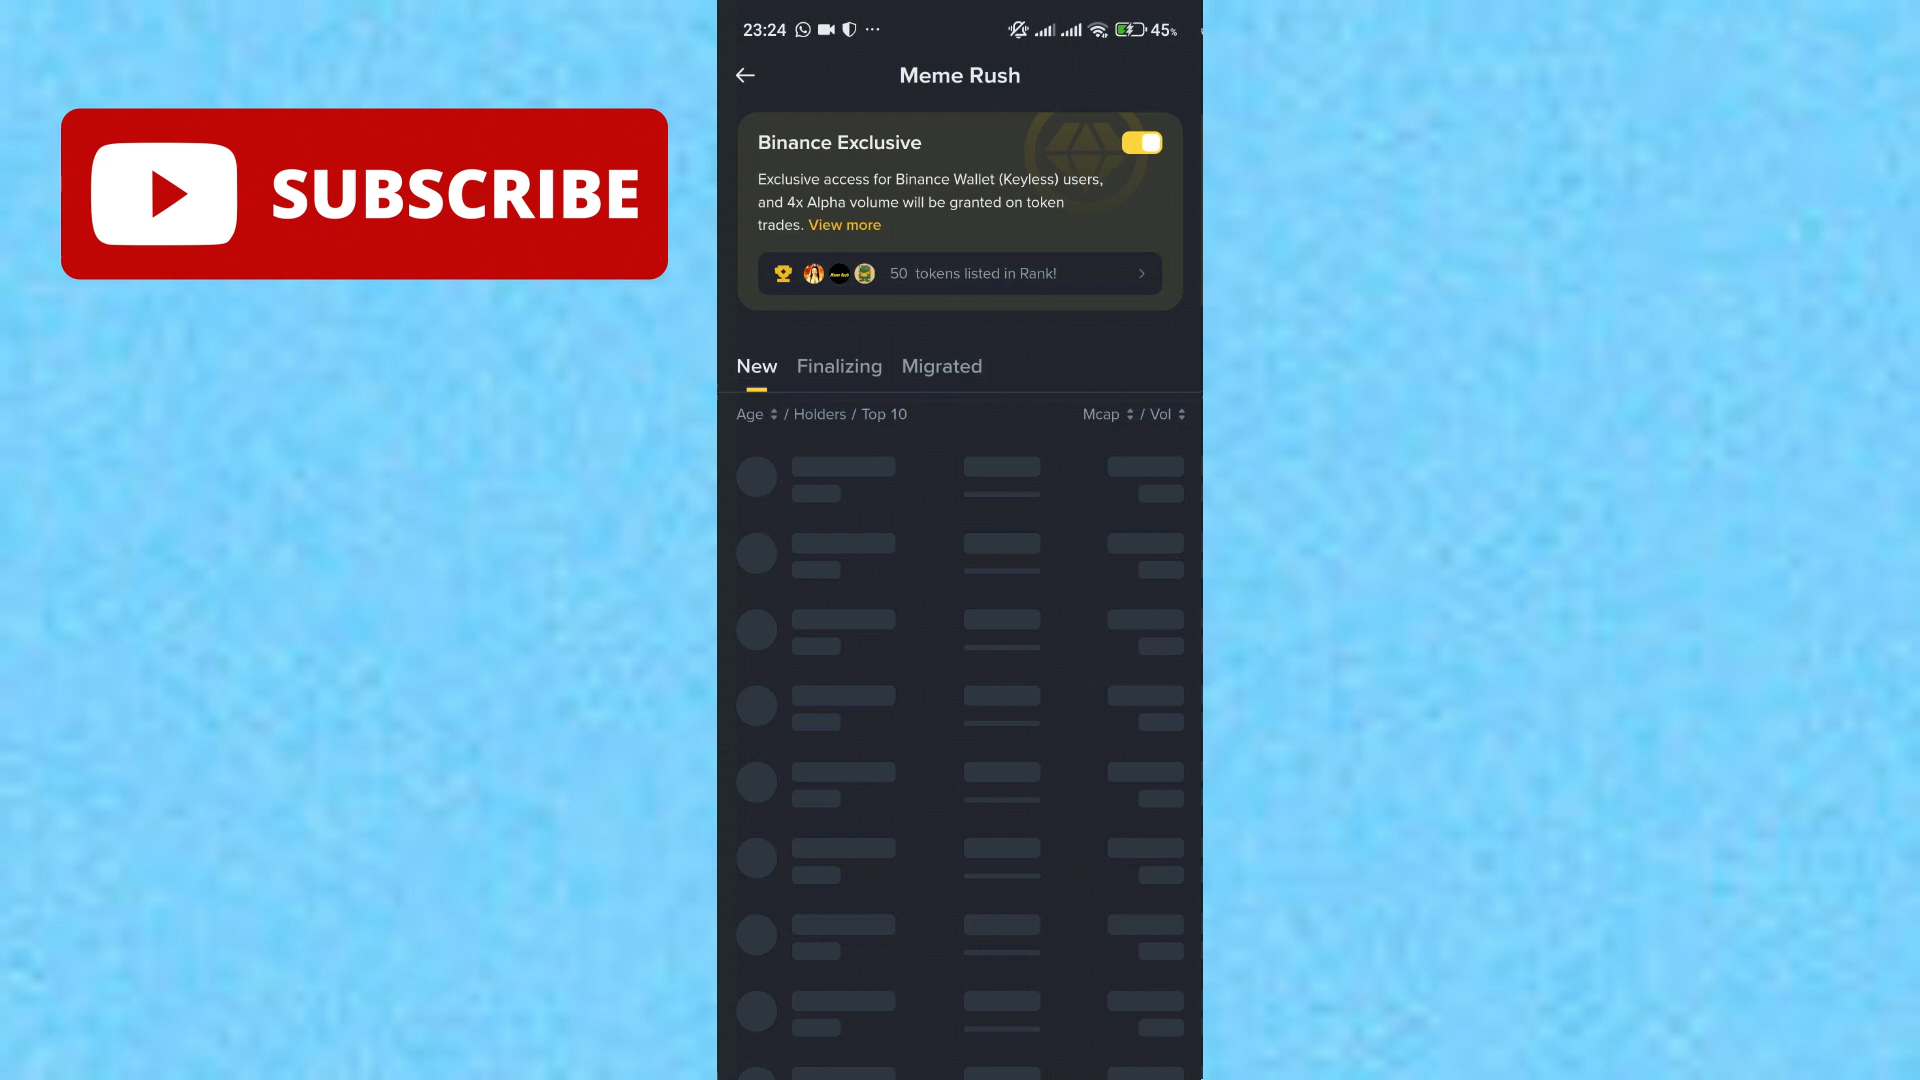 SUBSCRIBE
23:24 ... 45%
Meme Rush
Binance Exclusive
Exclusive access for Binance Wallet (Keyless) users,
and 4x Alpha volume will be granted on token
trades. View more
50 tokens listed in Rank!
New Finalizing Migrated
Age / Holders / Top 10 Mcap / Vol